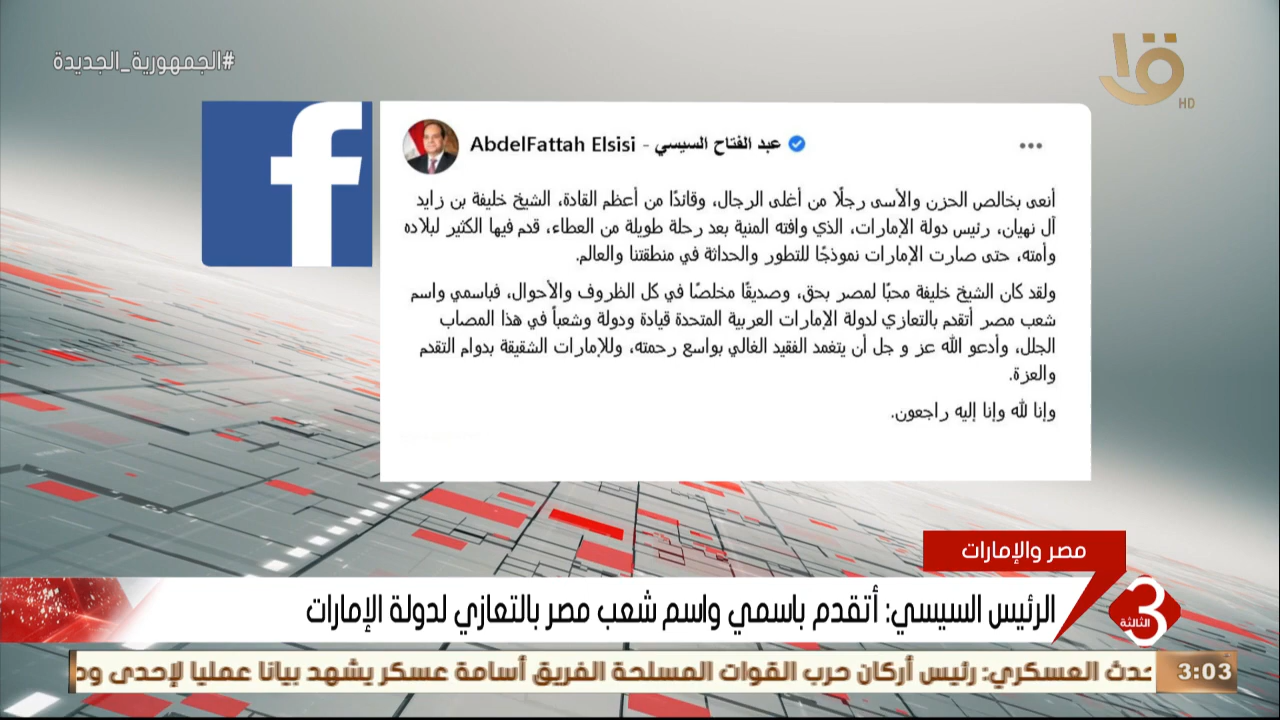 #الجمهورية_الجديدة
HD
AbdelFattah Elsisi - عبد الفتاح السيسي
أنعى بخالص الحزن والأسى رجلًا من أغلى الرجال، وقائدًا من أعظم القادة، الشيخ خليفة بن زايد
آل نهيان، رئيس دولة الإمارات، الذي وافته المنية بعد رحلة طويلة من العطاء، قدم فيها الكثير لبلاده
وأمته، حتى صارت الإمارات نموذجًا للتطور والحداثة في منطقتنا والعالم.
ولقد كان الشيخ خليفة محبًا لمصر بحق، وصديقًا مخلصًا في كل الظروف والأحوال، فباسمي واسم
شعب مصر أتقدم بالتعازي لدولة الإمارات العربية المتحدة قيادة ودولة وشعباً في هذا المصاب
الجلل، وأدعو الله عز و جل أن يتغمد الفقيد الغالي بواسع رحمته، وللإمارات الشقيقة بدوام التقدم
والعزة.
وإنا لله وإنا إليه راجعون.
مصر والإمارات
الرئيس السيسي: أتقدم باسمي واسم شعب مصر بالتعازي لدولة الإمارات
3 الثالثة
3:03 حدث العسكري: رئيس أركان حرب القوات المسلحة الفريق أسامة عسكر يشهد بيانا عمليا لإحدى